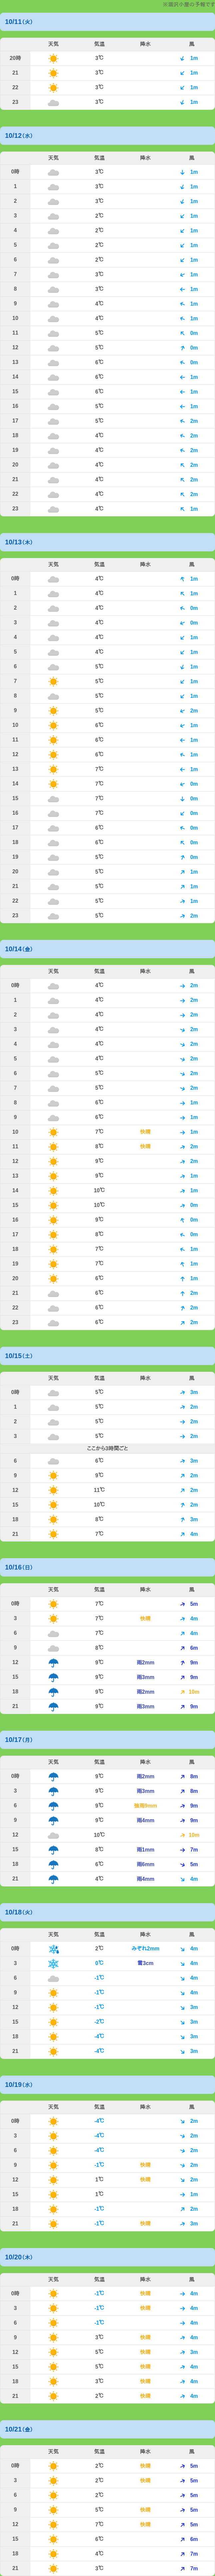 ※涸沢小屋の予報です
10/11(火)
天気 気温 降水 風
20時 3℃ 1m
21 3℃ 1m
22 3℃ 1m
23 3℃ 1m
10/12(水)
天気 気温 降水 風
0時 3℃ 1m
1 3℃ 1m
2 3℃ 1m
3 2℃ 1m
4 2℃ 1m
5 2℃ 1m
6 2℃ 1m
7 3℃ 1m
8 3℃ 1m
9 4℃ 1m
10 4℃ 1m
11 5℃ 0m
12 5℃ 0m
13 6℃ 0m
14 6℃ 1m
15 6℃ 1m
16 5℃ 1m
17 5℃ 2m
18 4℃ 2m
19 4℃ 2m
20 4℃ 2m
21 4℃ 2m
22 4℃ 2m
23 4℃ 1m
10/13(木)
天気 気温 降水 風
0時 4℃ 1m
1 4℃ 1m
2 4℃ 0m
3 4℃ 0m
4 4℃ 1m
5 4℃ 1m
6 5℃ 1m
7 5℃ 1m
8 5℃ 1m
9 5℃ 2m
10 6℃ 1m
11 6℃ 1m
12 6℃ 1m
13 7℃ 1m
14 7℃ 0m
15 7℃ 0m
16 7℃ 0m
17 6℃ 0m
18 6℃ 0m
19 5℃ 0m
20 5℃ 1m
21 5℃ 1m
22 5℃ 1m
23 5℃ 2m
10/14(金)
天気 気温 降水 風
0時 4℃ 2m
1 4℃ 2m
2 4℃ 2m
3 4℃ 2m
4 4℃ 2m
5 4℃ 2m
6 5℃ 2m
7 5℃ 2m
8 6℃ 1m
9 6℃ 1m
10 7℃ 快晴 1m
11 8℃ 快晴 2m
12 9℃ 2m
13 9℃ 1m
14 10℃ 1m
15 10℃ 0m
16 9℃ 0m
17 8℃ 0m
18 7℃ 1m
19 7℃ 1m
20 6℃ 1m
21 6℃ 2m
22 6℃ 2m
23 6℃ 2m
10/15(土)
天気 気温 降水 風
0時 5℃ 3m
1 5℃ 2m
2 5℃ 2m
3 5℃ 2m
ここから3時間ごと
6 6℃ 3m
9 9℃ 2m
12 11℃ 2m
15 10℃ 2m
18 8℃ 3m
21 7℃ 4m
10/16(日)
天気 気温 降水 風
0時 7℃ 5m
3 7℃ 快晴 4m
6 7℃ 4m
9 8℃ 6m
12 9℃ 雨2mm 9m
15 9℃ 雨3mm 9m
18 9℃ 雨2mm 10m
21 9℃ 雨3mm 9m
10/17(月)
天気 気温 降水 風
0時 9℃ 雨2mm 8m
3 9℃ 雨3mm 8m
6 9℃ 9m
9 9℃ 雨4mm 9m
12 10℃ 10m
15 8℃ 雨1mm 7m
18 6℃ 雨6mm 5m
21 4℃ 雨4mm 4m
10/18(火)
天気 気温 降水 風
0時 2℃ みぞれ2mm 4m
3 0℃ 雪3cm 4m
6 -1℃ 4m
9 -1℃ 4m
12 -1℃ 3m
15 -2℃ 3m
18 -4℃ 3m
21 -4℃ 3m
10/19(水)
天気 気温 降水 風
0時 -4℃ 2m
3 -4℃ 2m
6 -4℃ 2m
9 -1℃ 快晴 2m
12 1℃ 快晴 2m
15 1℃ 1m
18 -1℃ 2m
21 -1℃ 快晴 3m
10/20(木)
天気 気温 降水 風
0時 -1℃ 快晴 4m
3 -1℃ 快晴 4m
6 -1℃ 4m
9 3℃ 快晴 4m
12 5℃ 快晴 3m
15 5℃ 快晴 4m
18 3℃ 快晴 4m
21 2℃ 快晴 4m
10/21(金)
天気 気温 降水 風
0時 2℃ 快晴 5m
3 2℃ 快晴 5m
6 2℃ 5m
9 5℃ 快晴 5m
12 7℃ 快晴 5m
15 6℃ 6m
18 4℃ 7m
21 3℃ 7m